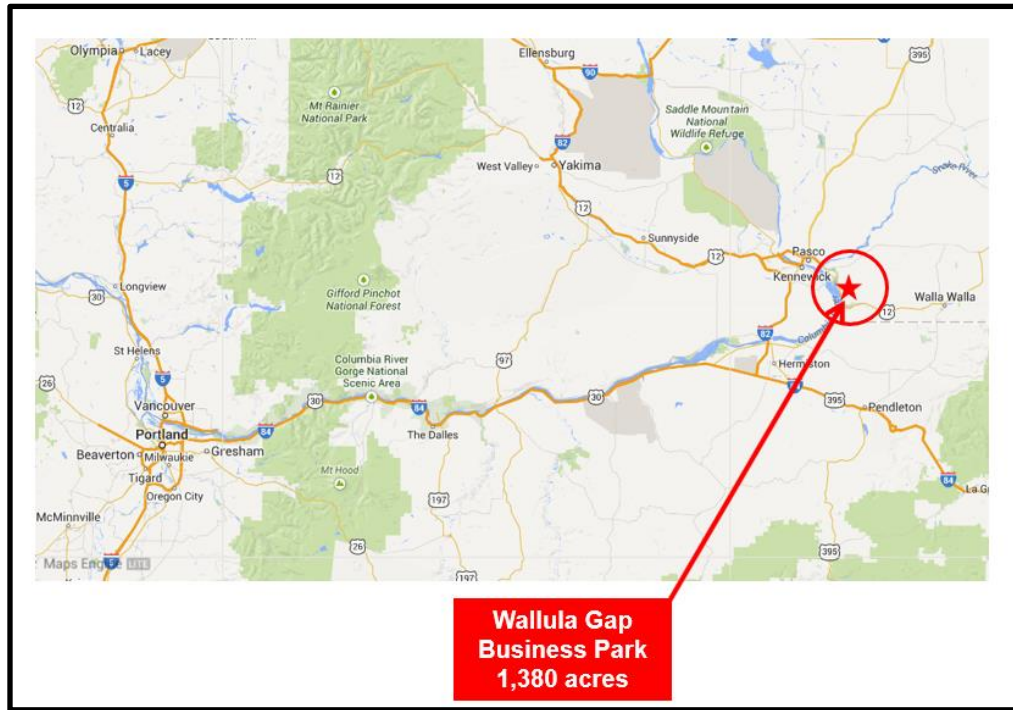 Olympia
Lacey
Ellensburg
395
90
12
Mt Rainier
National Park
Saddle Mountain
National
Wildlife Refuge
Centralia
82
West Valley
Yakima
Snake River
5
12
12
Sunnyside
12
Pasco
Kennewick
Longview
30
Gifford Pinchot
National Forest
Walla Walla
12
82
St Helens
Columbia River
Gorge National
Scenic Area
97
Hermiston
26
5
Vancouver
30
84
30
395
Pendleton
84
The Dalles
Portland
Beaverton
Milwaukie
Gresham
Tigard
Mt Hood
Oregon City
197
84
McMinnville
26
395
Maps Engine LITE
197
Wallula Gap
Business Park
1,380 acres